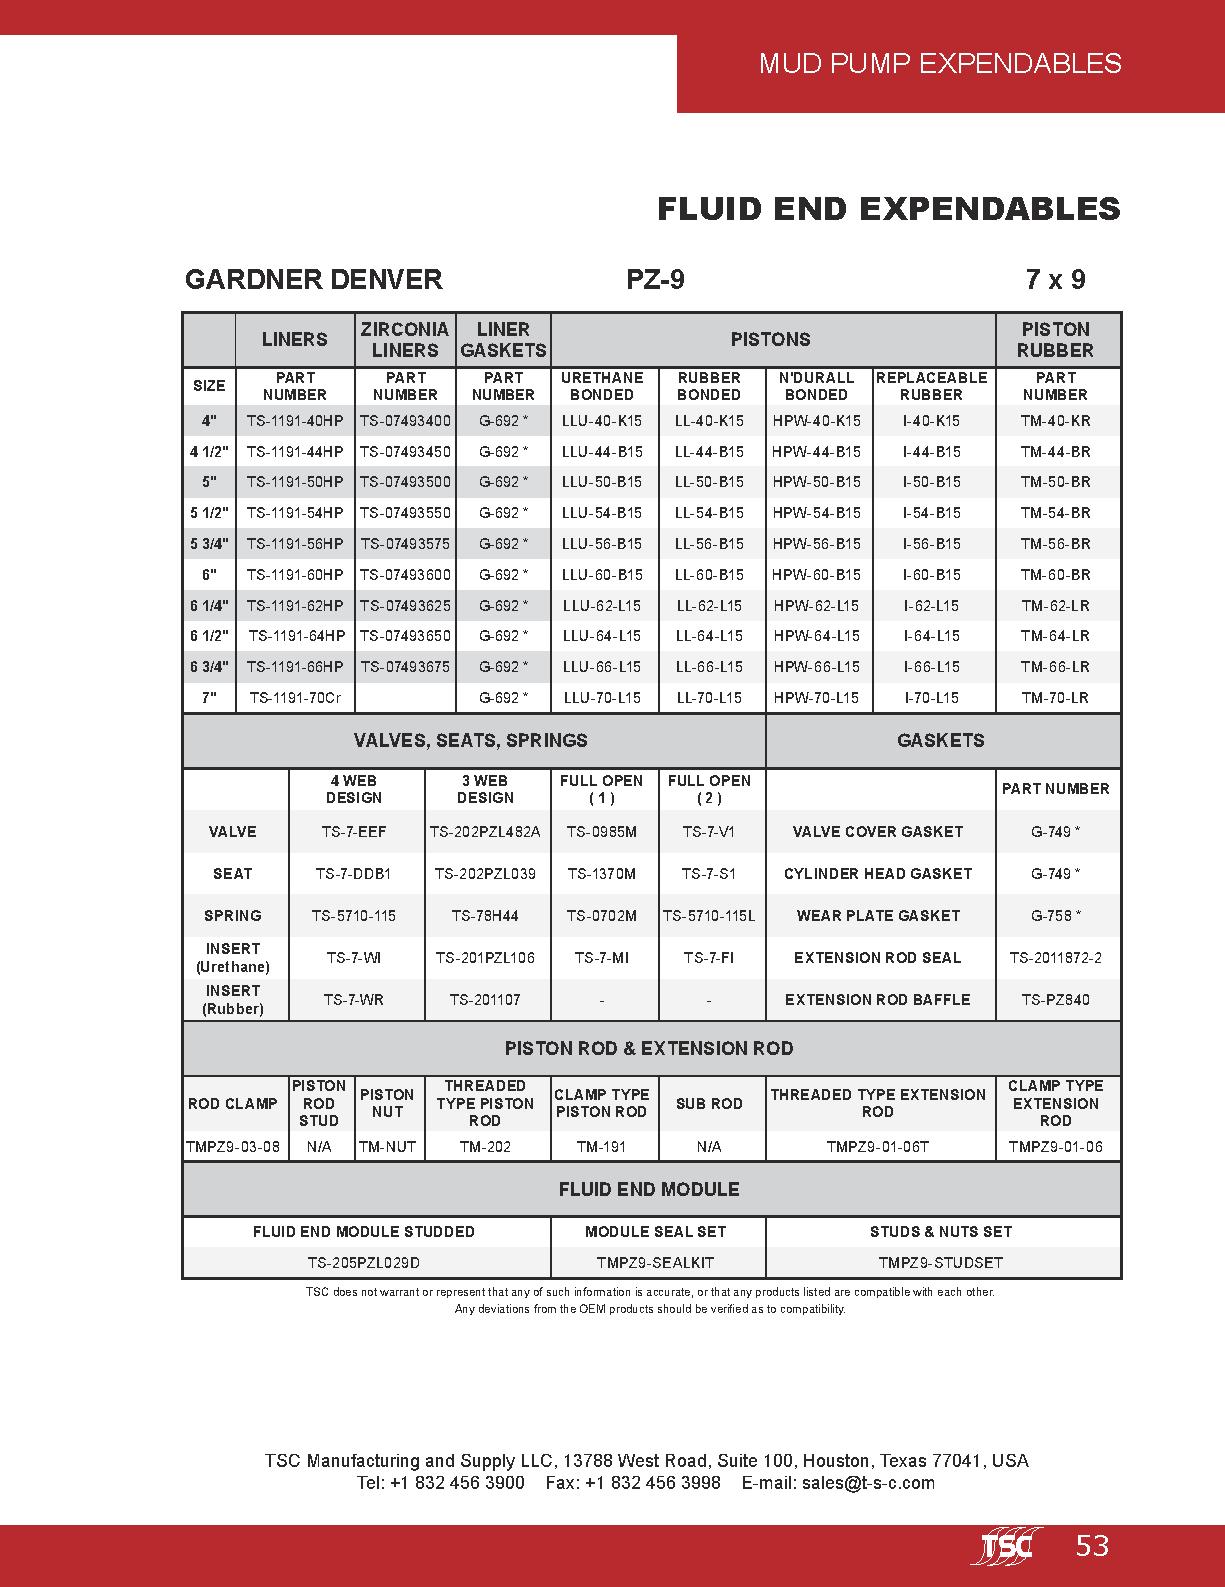 MUD PUMP EXPENDABLES
FLUID END EXPENDABLES
GARDNER DENVER PZ-9 7 x 9
LINERS ZIRCONIA LINERS LINER GASKETS PISTONS PISTON RUBBER
SIZE PART NUMBER PART NUMBER PART NUMBER URETHANE BONDED RUBBER BONDED N'DURALL BONDED REPLACEABLE RUBBER PART NUMBER
4" TS-1191-40HP TS-07493400 G-692 * LLU-40-K15 LL-40-K15 HPW-40-K15 I-40-K15 TM-40-KR
4 1/2" TS-1191-44HP TS-07493450 G-692 * LLU-44-B15 LL-44-B15 HPW-44-B15 I-44-B15 TM-44-BR
5" TS-1191-50HP TS-07493500 G-692 * LLU-50-B15 LL-50-B15 HPW-50-B15 I-50-B15 TM-50-BR
5 1/2" TS-1191-54HP TS-07493550 G-692 * LLU-54-B15 LL-54-B15 HPW-54-B15 I-54-B15 TM-54-BR
5 3/4" TS-1191-56HP TS-07493575 G-692 * LLU-56-B15 LL-56-B15 HPW-56-B15 I-56-B15 TM-56-BR
6" TS-1191-60HP TS-07493600 G-692 * LLU-60-B15 LL-60-B15 HPW-60-B15 I-60-B15 TM-60-BR
6 1/4" TS-1191-62HP TS-07493625 G-692 * LLU-62-L15 LL-62-L15 HPW-62-L15 I-62-L15 TM-62-LR
6 1/2" TS-1191-64HP TS-07493650 G-692 * LLU-64-L15 LL-64-L15 HPW-64-L15 I-64-L15 TM-64-LR
6 3/4" TS-1191-66HP TS-07493675 G-692 * LLU-66-L15 LL-66-L15 HPW-66-L15 I-66-L15 TM-66-LR
7" TS-1191-70Cr G-692 * LLU-70-L15 LL-70-L15 HPW-70-L15 I-70-L15 TM-70-LR
VALVES, SEATS, SPRINGS GASKETS
4 WEB DESIGN 3 WEB DESIGN FULL OPEN ( 1 ) FULL OPEN ( 2 ) PART NUMBER
VALVE TS-7-EEF TS-202PZL482A TS-0985M TS-7-V1 VALVE COVER GASKET G-749 *
SEAT TS-7-DDB1 TS-202PZL039 TS-1370M TS-7-S1 CYLINDER HEAD GASKET G-749 *
SPRING TS-5710-115 TS-78H44 TS-0702M TS-5710-115L WEAR PLATE GASKET G-758 *
INSERT (Urethane) TS-7-WI TS-201PZL106 TS-7-MI TS-7-FI EXTENSION ROD SEAL TS-2011872-2
INSERT (Rubber) TS-7-WR TS-201107 - - EXTENSION ROD BAFFLE TS-PZ840
PISTON ROD & EXTENSION ROD
ROD CLAMP PISTON ROD STUD PISTON NUT THREADED TYPE PISTON ROD CLAMP TYPE PISTON ROD SUB ROD THREADED TYPE EXTENSION ROD CLAMP TYPE EXTENSION ROD
TMPZ9-03-08 N/A TM-NUT TM-202 TM-191 N/A TMPZ9-01-06T TMPZ9-01-06
FLUID END MODULE
FLUID END MODULE STUDDED MODULE SEAL SET STUDS & NUTS SET
TS-205PZL029D TMPZ9-SEALKIT TMPZ9-STUDSET
TSC does not warrant or represent that any of such information is accurate, or that any products listed are compatible with each other.
Any deviations from the OEM products should be verified as to compatibility.
TSC Manufacturing and Supply LLC, 13788 West Road, Suite 100, Houston, Texas 77041, USA
Tel: +1 832 456 3900 Fax: +1 832 456 3998 E-mail: sales@t-s-c.com
TSC 53